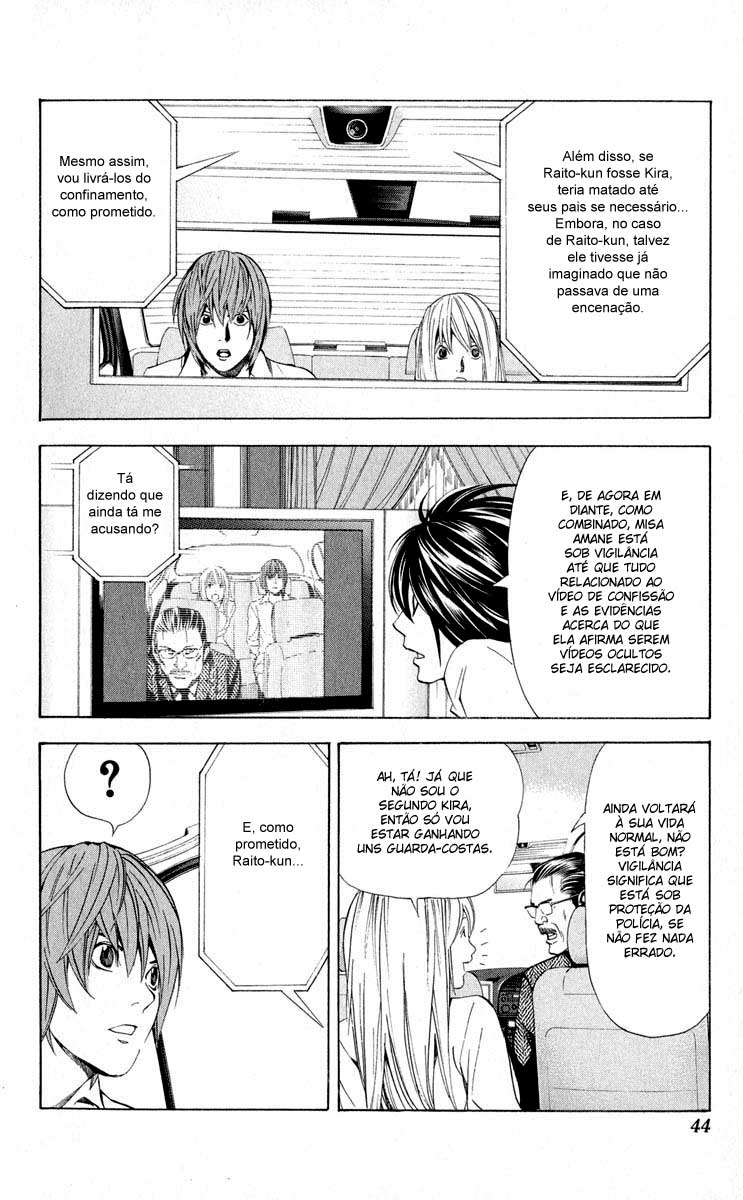 Além disso, se
Raito-kun fosse Kira,
teria matado até
seus pais se necessário...
Embora, no caso
de Raito-kun, talvez
ele tivesse já
imaginado que não
passava de uma
encenação.
Mesmo assim,
vou livrá-los do
confinamento,
como prometido.
E, DE AGORA EM
DIANTE, COMO
COMBINADO, MISA
AMANE ESTÁ
SOB VIGILÂNCIA
ATÉ QUE TUDO
RELACIONADO AO
VÍDEO DE CONFISSÃO
E AS EVIDÊNCIAS
ACERCA DO QUE
ELA AFIRMA SEREM
VÍDEOS OCULTOS
SEJA ESCLARECIDO.
Tá
dizendo que
ainda tá me
acusando?
AINDA VOLTARÁ
À SUA VIDA
NORMAL, NÃO
ESTÁ BOM?
VIGILÂNCIA
SIGNIFICA QUE
ESTÁ SOB
PROTEÇÃO DA
POLÍCIA, SE
NÃO FEZ NADA
ERRADO.
AH, TÁ! JÁ QUE
NÃO SOU O
SEGUNDO KIRA,
ENTÃO SÓ VOU
ESTAR GANHANDO
UNS GUARDA-COSTAS.
E, como
prometido,
Raito-kun...
?
44